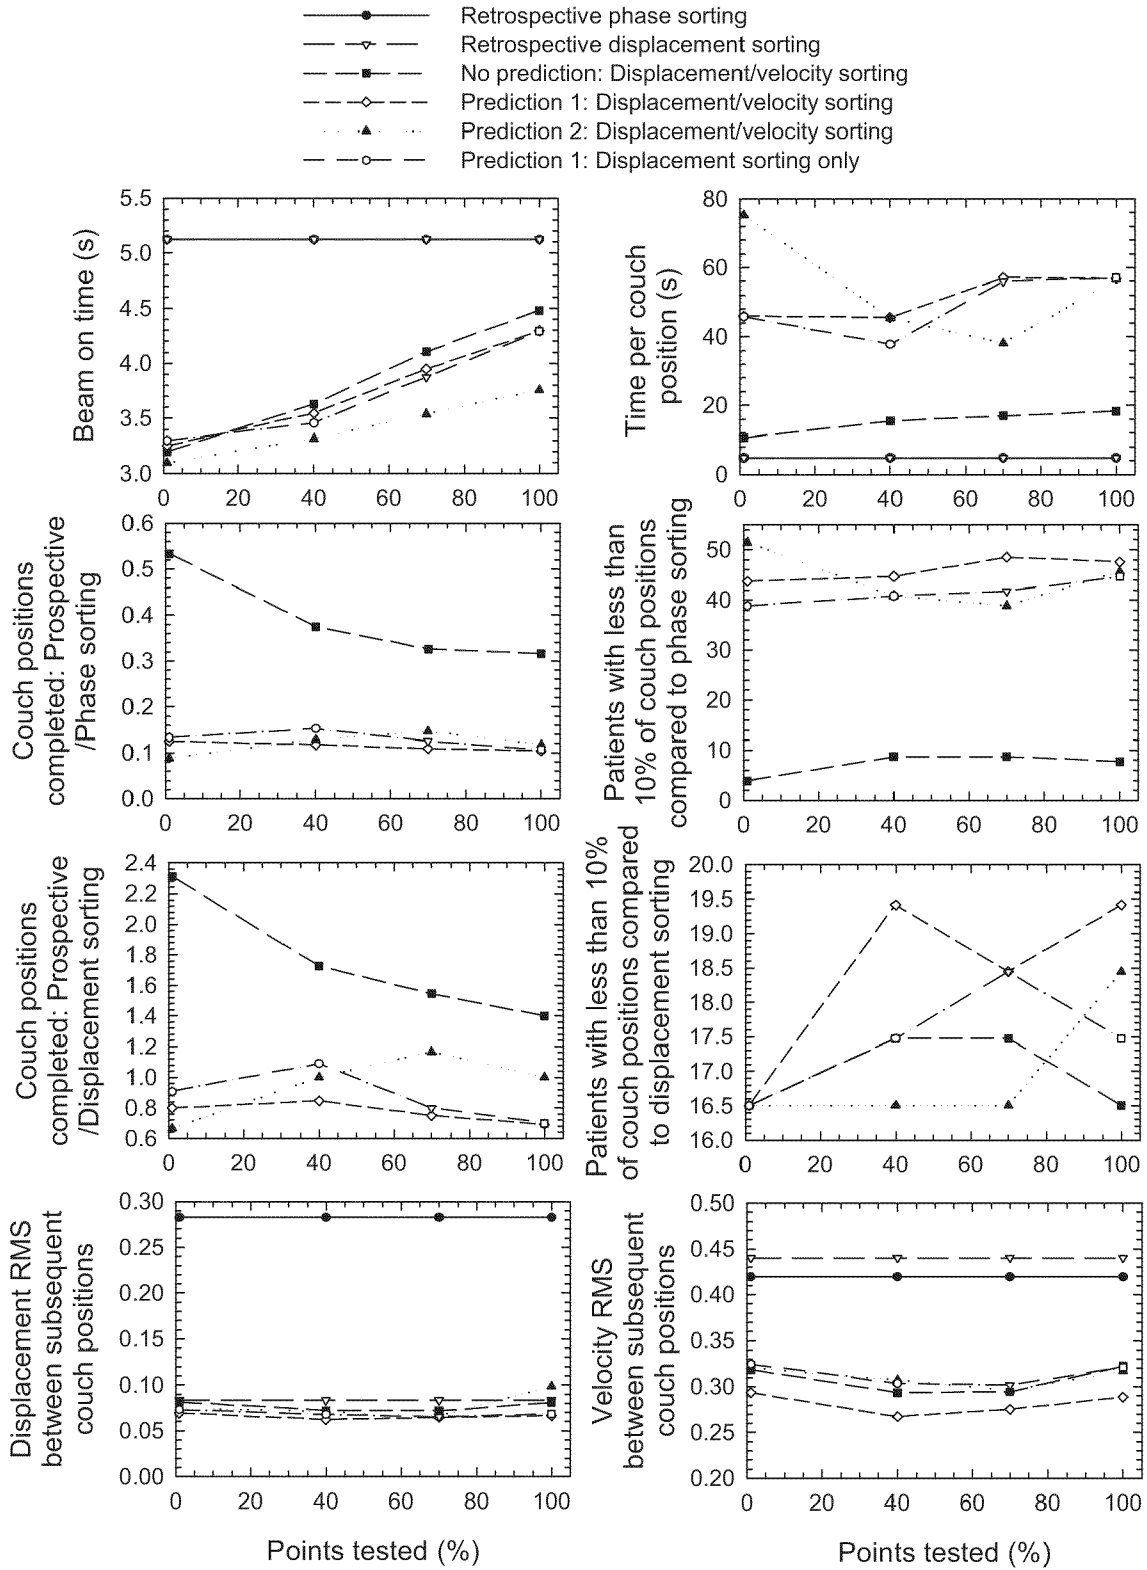 Retrospective phase sorting
Retrospective displacement sorting
No prediction: Displacement/velocity sorting
Prediction 1: Displacement/velocity sorting
Prediction 2: Displacement/velocity sorting
Prediction 1: Displacement sorting only
Beam on time (s)
5.5
5.0
4.5
4.0
3.5
3.0
0 20 40 60 80 100
Time per couch
position (s)
80
60
40
20
0
0 20 40 60 80 100
Couch positions
completed: Prospective
/Phase sorting
0.6
0.5
0.4
0.3
0.2
0.1
0.0
0 20 40 60 80 100
Patients with less than
10% of couch positions
compared to phase sorting
50
40
30
20
10
0
0 20 40 60 80 100
Couch positions
completed: Prospective
/Displacement sorting
2.4
2.2
2.0
1.8
1.6
1.4
1.2
1.0
0.8
0.6
0 20 40 60 80 100
Patients with less than 10%
of couch positions compared
to displacement sorting
20.0
19.5
19.0
18.5
18.0
17.5
17.0
16.5
16.0
0 20 40 60 80 100
Displacement RMS
between subsequent
couch positions
0.30
0.25
0.20
0.15
0.10
0.05
0.00
0 20 40 60 80 100
Points tested (%)
Velocity RMS
between subsequent
couch positions
0.50
0.45
0.40
0.35
0.30
0.25
0.20
0 20 40 60 80 100
Points tested (%)